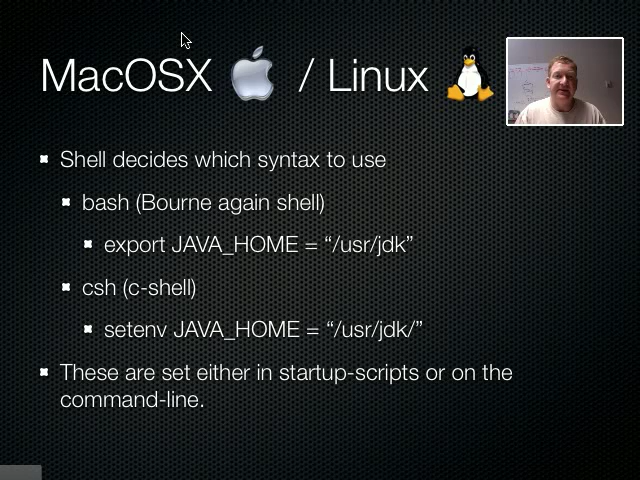 MacOSX / Linux
Shell decides which syntax to use
bash (Bourne again shell)
export JAVA_HOME = “/usr/jdk”
csh (c-shell)
setenv JAVA_HOME = “/usr/jdk/”
These are set either in startup-scripts or on the
command-line.